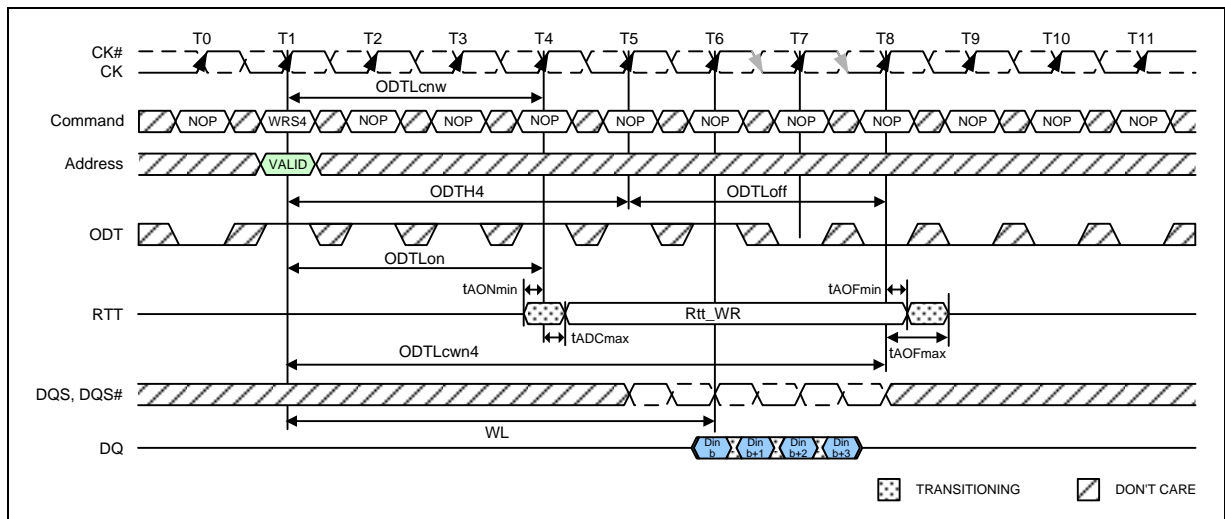 T0 T1 T2 T3 T4 T5 T6 T7 T8 T9 T10 T11
CK#
CK
ODTLcnw
Command NOP WRS4 NOP NOP NOP NOP NOP NOP NOP NOP NOP NOP
Address VALID
ODTH4 ODTLoff
ODT
ODTLon
tAONmin tAOFmin
RTT Rtt_WR
tADCmax tAOFmax
ODTLcwn4
DQS, DQS#
WL
DQ Din b Din b+1 Din b+2 Din b+3
TRANSITIONING DON'T CARE